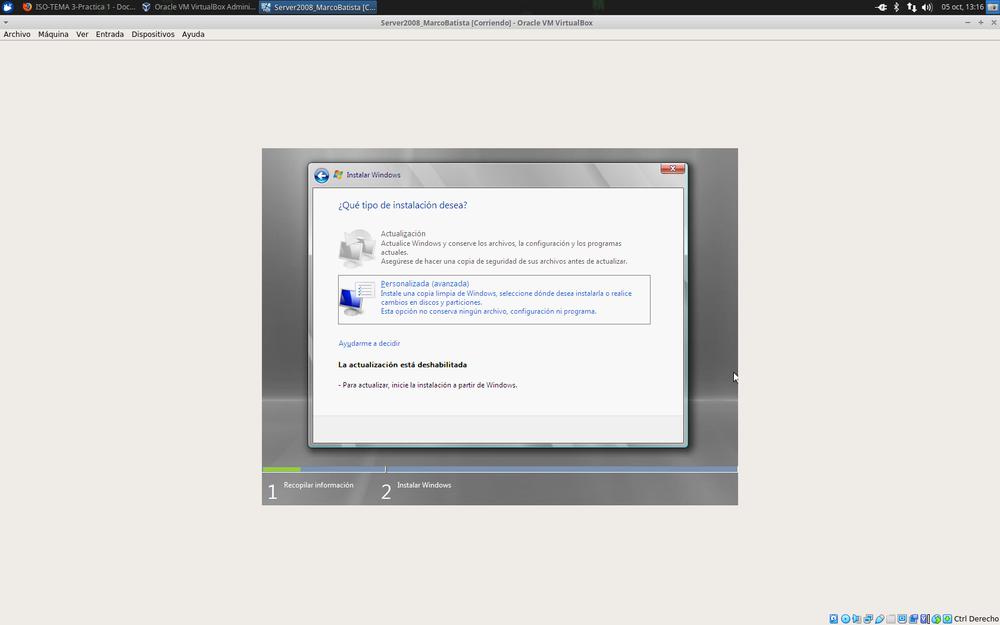 ISO-TEMA 3-Practica 1 - Doc...
Oracle VM VirtualBox Admini...
Server2008_MarcoBatista [C...
05 oct, 13:16
Server2008_MarcoBatista [Corriendo] - Oracle VM VirtualBox
Archivo Máquina Ver Entrada Dispositivos Ayuda
Instalar Windows
¿Qué tipo de instalación desea?
Actualización
Actualice Windows y conserve los archivos, la configuración y los programas
actuales.
Asegúrese de hacer una copia de seguridad de sus archivos antes de actualizar.
Personalizada (avanzada)
Instale una copia limpia de Windows, seleccione dónde desea instalarla o realice
cambios en discos y particiones.
Esta opción no conserva ningún archivo, configuración ni programa.
Ayudarme a decidir
La actualización está deshabilitada
- Para actualizar, inicie la instalación a partir de Windows.
1 Recopilar información
2 Instalar Windows
Ctrl Derecho